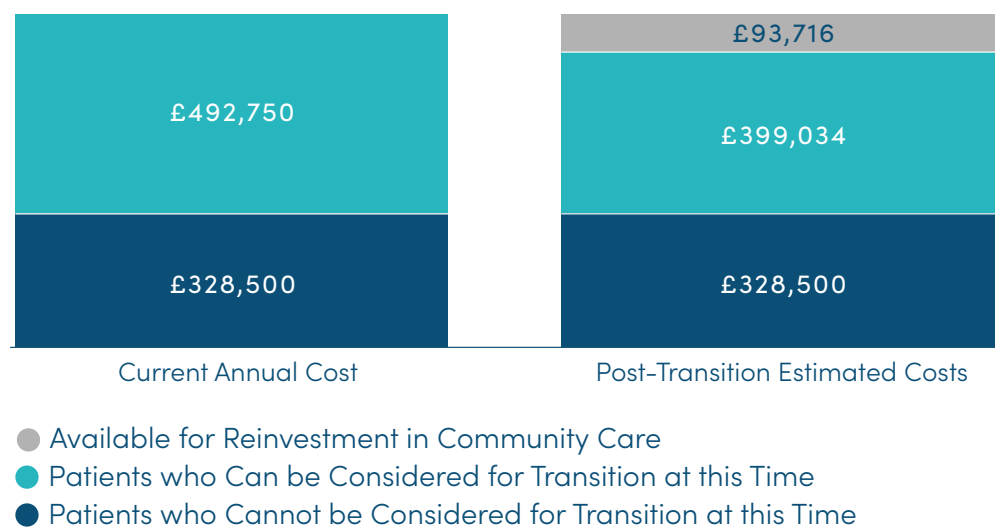 £93,716
£492,750
£399,034
£328,500
£328,500
Current Annual Cost
Post-Transition Estimated Costs
Available for Reinvestment in Community Care
Patients who Can be Considered for Transition at this Time
Patients who Cannot be Considered for Transition at this Time